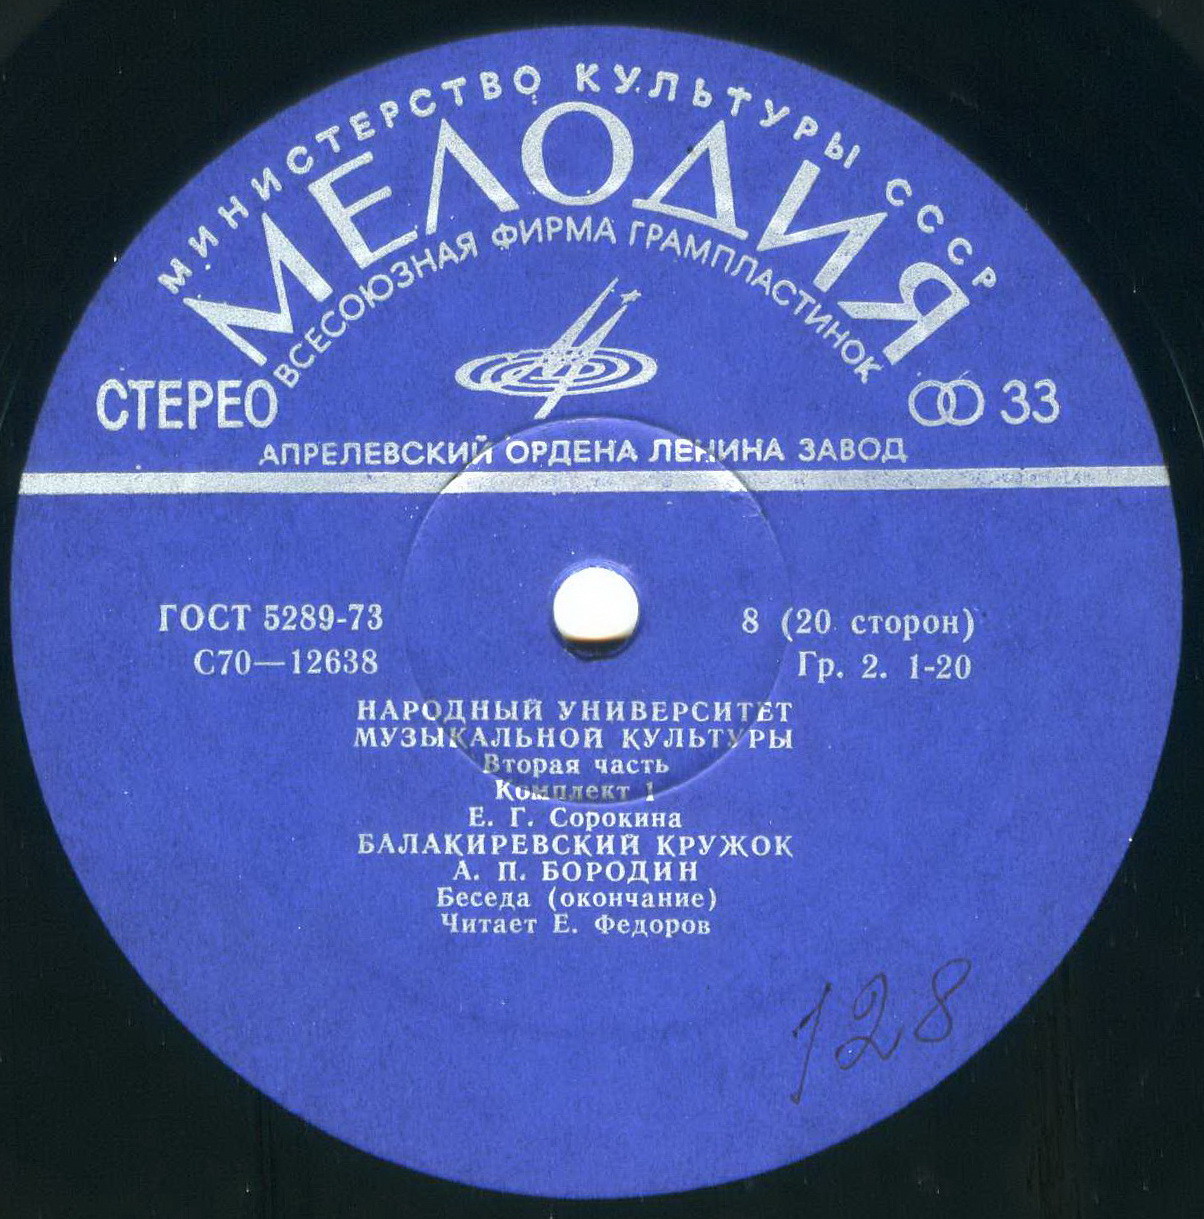 МИНИСТЕРСТВО КУЛЬТУРЫ СССР
МЕЛОДИЯ
ВСЕСОЮЗНАЯ ФИРМА ГРАМПЛАСТИНОК
СТЕРЕО
33
АПРЕЛЕВСКИЙ ОРДЕНА ЛЕНИНА ЗАВОД
ГОСТ 5289-73
8 (20 сторон)
С70—12638
Гр. 2. 1-20
НАРОДНЫЙ УНИВЕРСИТЕТ
МУЗЫКАЛЬНОЙ КУЛЬТУРЫ
Вторая часть
Комплект 1
Е. Г. Сорокина
БАЛАКИРЕВСКИЙ КРУЖОК
А. П. БОРОДИН
Беседа (окончание)
Читает Е. Федоров
128